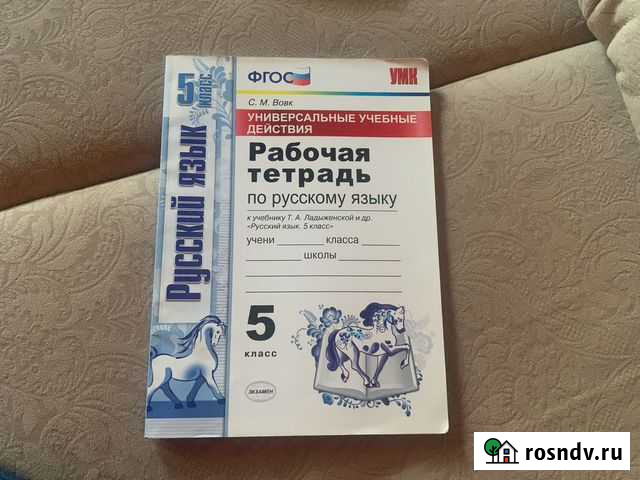 Русский язык 5 класс
ФГОС
УМК
С. М. Вовк
УНИВЕРСАЛЬНЫЕ УЧЕБНЫЕ
ДЕЙСТВИЯ
Рабочая
тетрадь
по русскому языку
к учебнику Т. А. Ладыженской и др.
«Русский язык. 5 класс»
учени класса
школы
5
класс
ЭКЗАМЕН
rosndv.ru